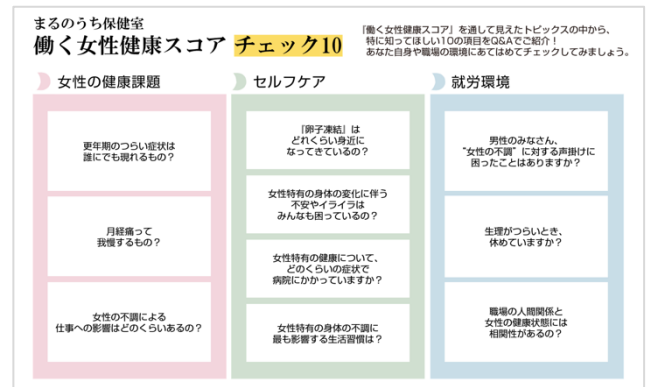 まるのうち保健室
働く女性健康スコア チェック10
『働く女性健康スコア』を通して見えたトピックスの中から、
特に知ってほしい10の項目をQ&Aでご紹介！
あなた自身や職場の環境にあてはめてチェックしてみましょう。
女性の健康課題
更年期のつらい症状は
誰にでも現れるもの？
月経痛って
我慢するもの？
女性の不調による
仕事への影響はどのくらいあるの？
セルフケア
『卵子凍結』は
どれくらい身近に
なってきているの？
女性特有の身体の変化に伴う
不安やイライラは
みんなも困っているの？
女性特有の健康について、
どのくらいの症状で
病院にかかっていますか？
女性特有の身体の不調に
最も影響する生活習慣は？
就労環境
男性のみなさん、
“女性の不調”に対する声掛けに
困ったことはありますか？
生理がつらいとき、
休めていますか？
職場の人間関係と
女性の健康状態には
相関性があるの？